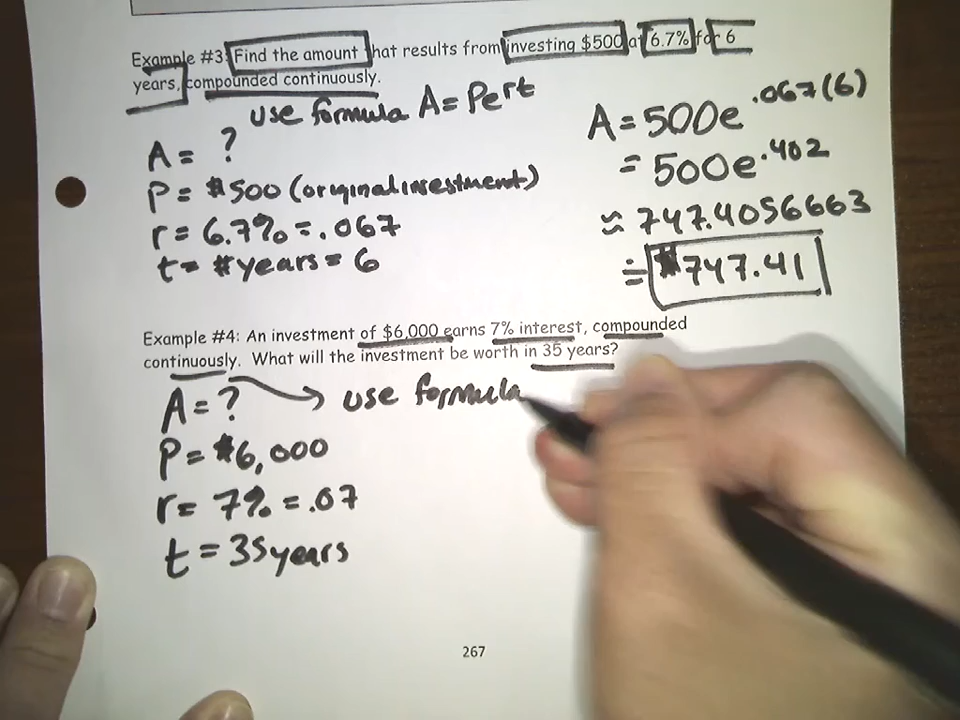 Example #3: Find the amount that results from investing $500 at 6.7% for 6
years, compounded continuously.
use formula A = Pe^rt
A = ?
P = $500 (original investment)
r = 6.7% = .067
t = # years = 6
A = 500e^.067(6)
= 500e^.402
≈ 747.4056663
≐ $747.41
Example #4: An investment of $6,000 earns 7% interest, compounded
continuously. What will the investment be worth in 35 years?
A = ? → use formula
P = $6,000
r = 7% = .07
t = 35 years
267